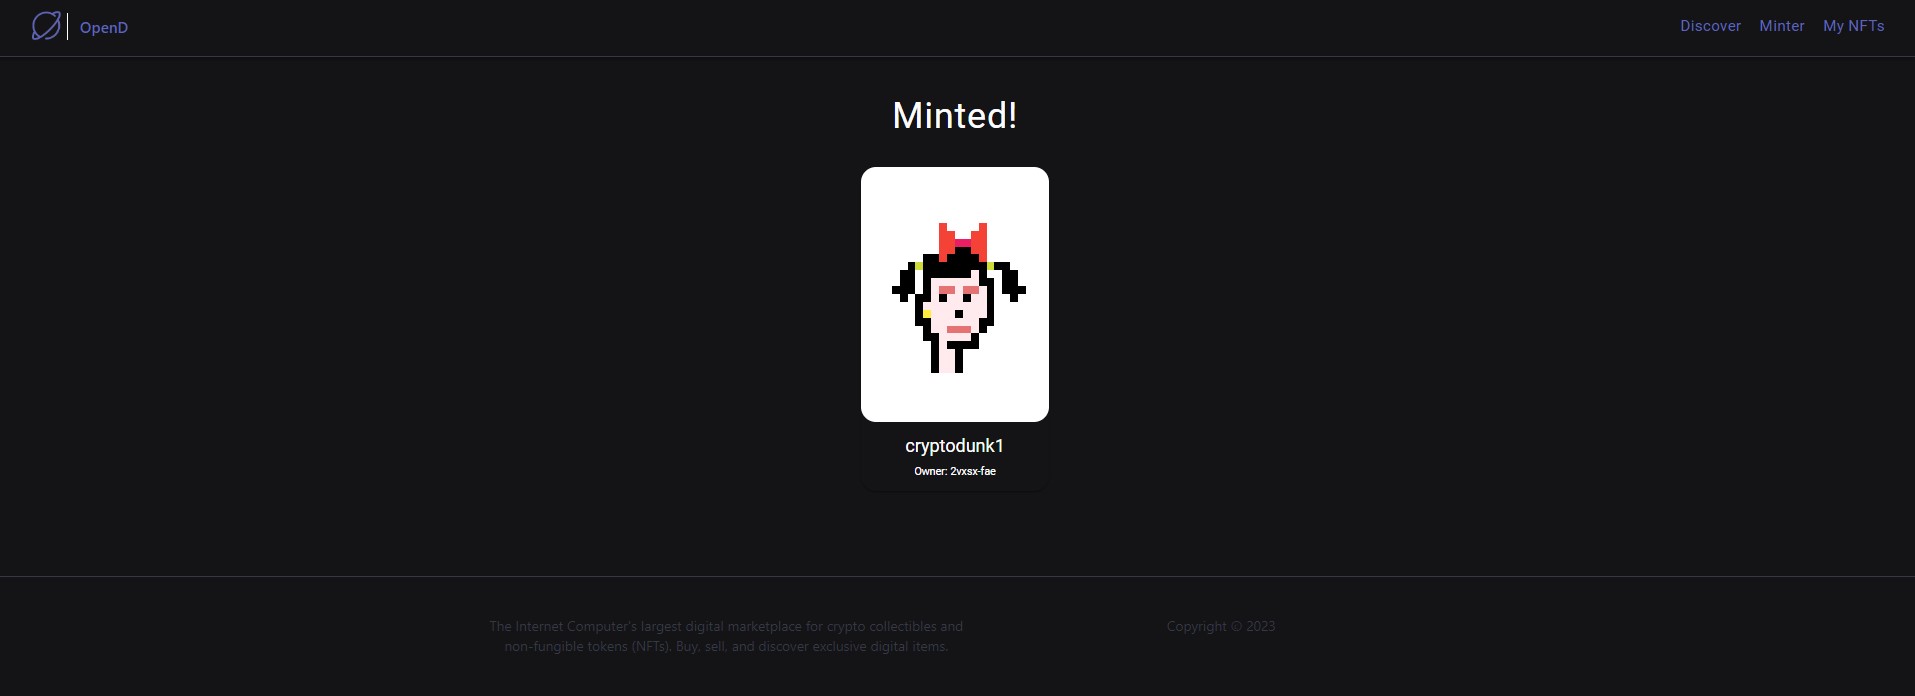 OpenD
Discover Minter My NFTs
Minted!
cryptodunk1
Owner: 2vxsx-fae
The Internet Computer's largest digital marketplace for crypto collectibles and
non-fungible tokens (NFTs). Buy, sell, and discover exclusive digital items.
Copyright © 2023